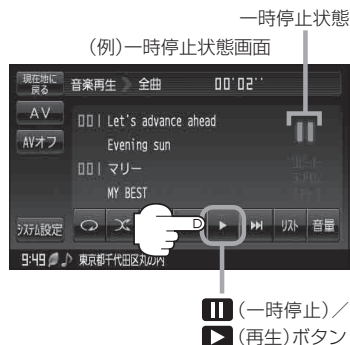 一時停止状態
(例)一時停止状態画面
現在地に
戻る
音楽再生
全曲
00'02''
AV
001 Let's advance ahead
Evening sun
AVオフ
001 マリー
MY BEST
システム設定
リスト
音量
9:49
東京都千代田区丸の内
(一時停止)/
(再生)ボタン